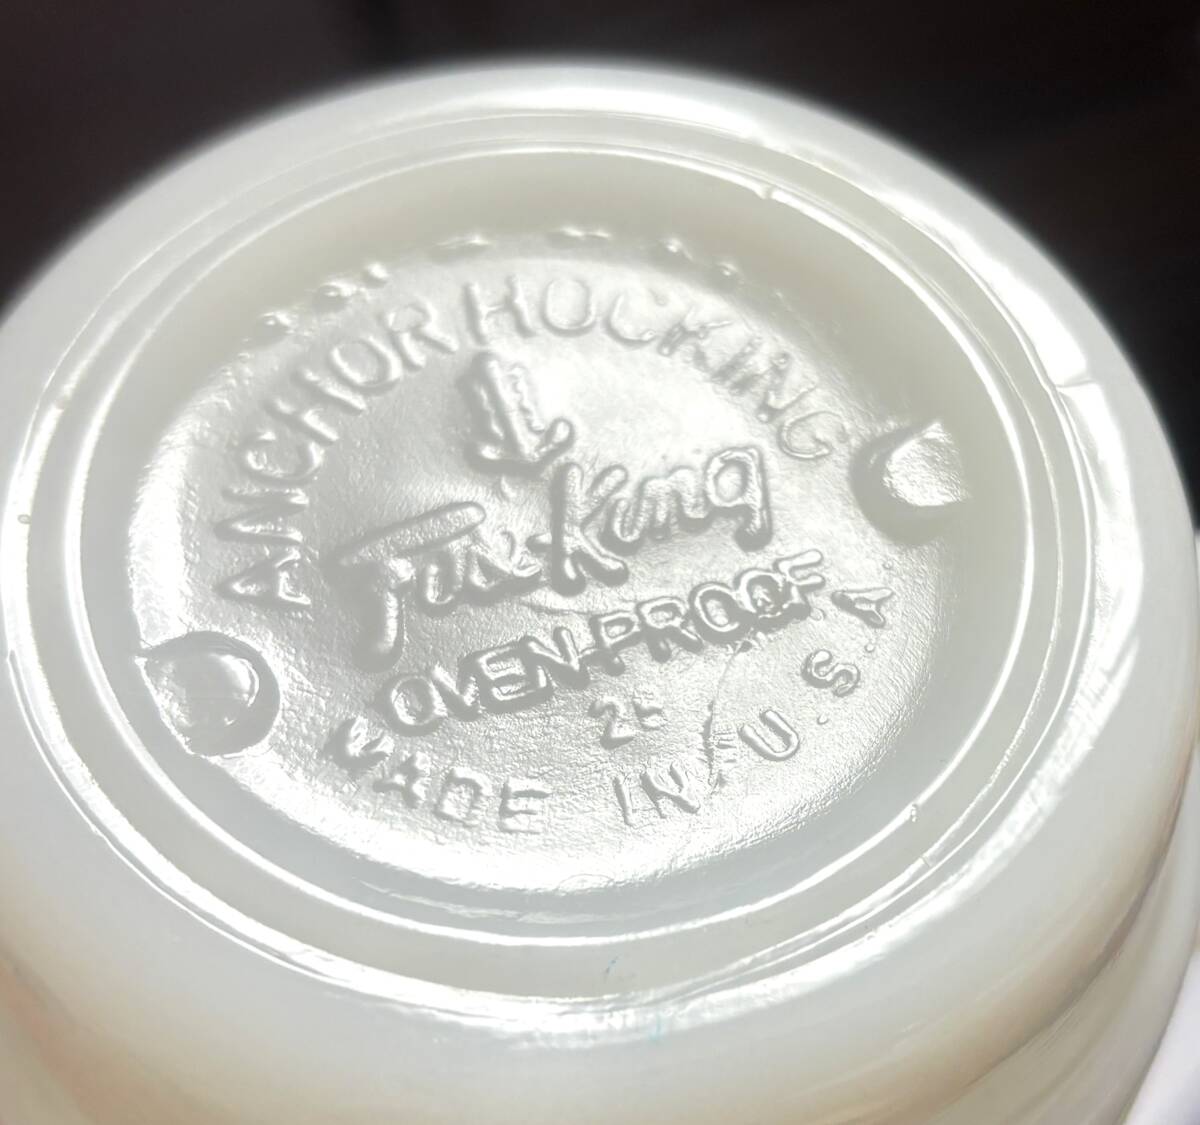 ANCHOR HOCKING
Fire-King
OVEN-PROOF
MADE IN U.S.A.